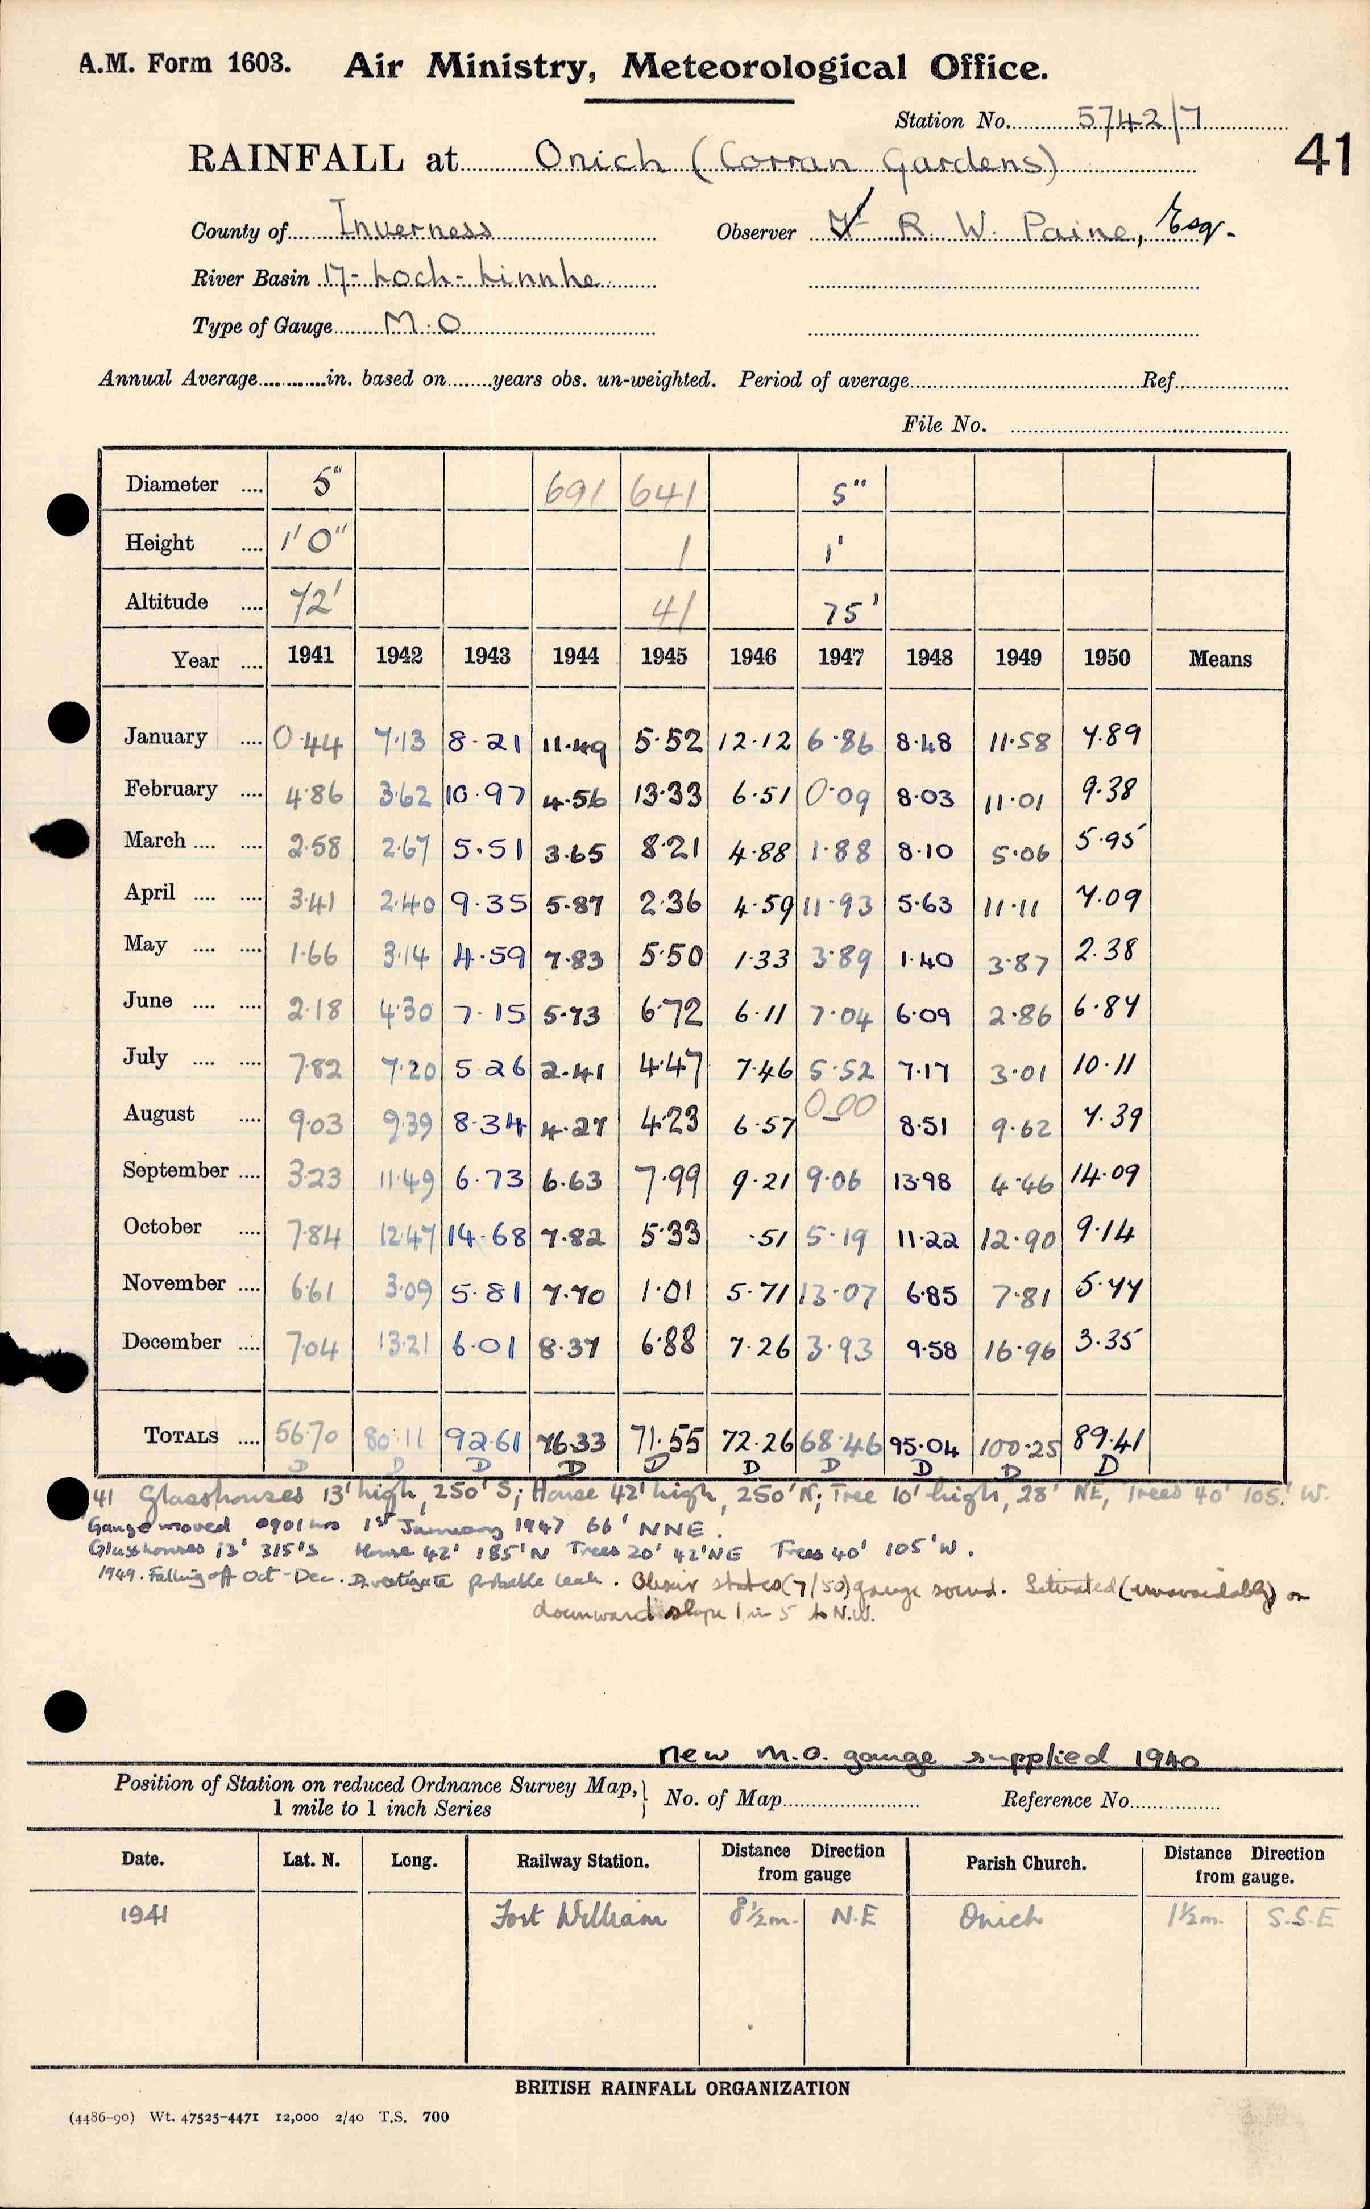 A.M. Form 1603. Air Ministry, Meteorological Office.
Station No. 5742/7
41
RAINFALL at Onich (Corran Gardens)
County of Inverness Observer R. W. Paine, Esq.
River Basin 17- Loch-Linnhe
Type of Gauge M.O
Annual Average in. based on years obs. un-weighted. Period of average Ref.
File No.
Diameter 5" 691 641 5"
Height 1' 0" 1 1'
Altitude 72' 41 75'
Year 1941 1942 1943 1944 1945 1946 1947 1948 1949 1950 Means
January 0.44 7.13 8.21 11.49 5.52 12.12 6.86 8.48 11.58 7.89
February 4.86 3.62 10.97 4.56 13.33 6.51 0.09 8.03 11.01 9.38
March 2.58 2.67 5.51 3.65 8.21 4.88 1.88 8.10 5.06 5.95
April 3.41 2.40 9.35 5.87 2.36 4.59 11.93 5.63 11.11 7.09
May 1.66 3.14 4.59 7.83 5.50 1.33 3.89 1.40 3.87 2.38
June 2.18 4.30 7.15 5.73 6.72 6.11 7.04 6.09 2.86 6.87
July 7.82 7.20 5.26 2.41 4.47 7.46 5.52 7.17 3.01 10.11
August 9.03 9.39 8.34 4.27 4.23 6.57 0.00 8.51 9.62 7.39
September 3.23 11.49 6.73 6.63 7.99 9.21 9.06 13.98 4.46 14.09
October 7.84 12.47 14.68 7.82 5.33 .51 5.19 11.22 12.90 9.14
November 6.61 3.09 5.81 7.70 1.01 5.71 13.07 6.85 7.81 5.77
December 7.04 13.21 6.01 8.37 6.88 7.26 3.93 9.58 16.96 3.35
TOTALS 56.70 80.11 92.61 76.33 71.55 72.26 68.46 95.04 100.25 89.41
D D D D D D D D D D
41 Glasshouses 13' high, 250' S; House 42' high, 250' N; Tree 10' high, 28' NE, Trees 40' 105' W.
Gauge moved 0901 hrs 1st January 1947 66' NNE.
Glasshouses 13' 315'S House 42' 185'N Trees 20' 42'NE Trees 40' 105'W.
1949. Falling off Oct-Dec. Investigate probable leak. Obsvr states (7/50) gauge sound. Situated (unavoidably) on
downward slope 1 in 5 to N.W.
New M.O. gauge supplied 1940
Position of Station on reduced Ordnance Survey Map, 1 mile to 1 inch Series No. of Map Reference No.
Date. Lat. N. Long. Railway Station. Distance Direction from gauge Parish Church. Distance Direction from gauge.
1941 Fort William 8½m. N.E Onich 1½m. S.S.E
BRITISH RAINFALL ORGANIZATION
(4486-90) Wt. 47525-4471 12,000 2/40 T.S. 700